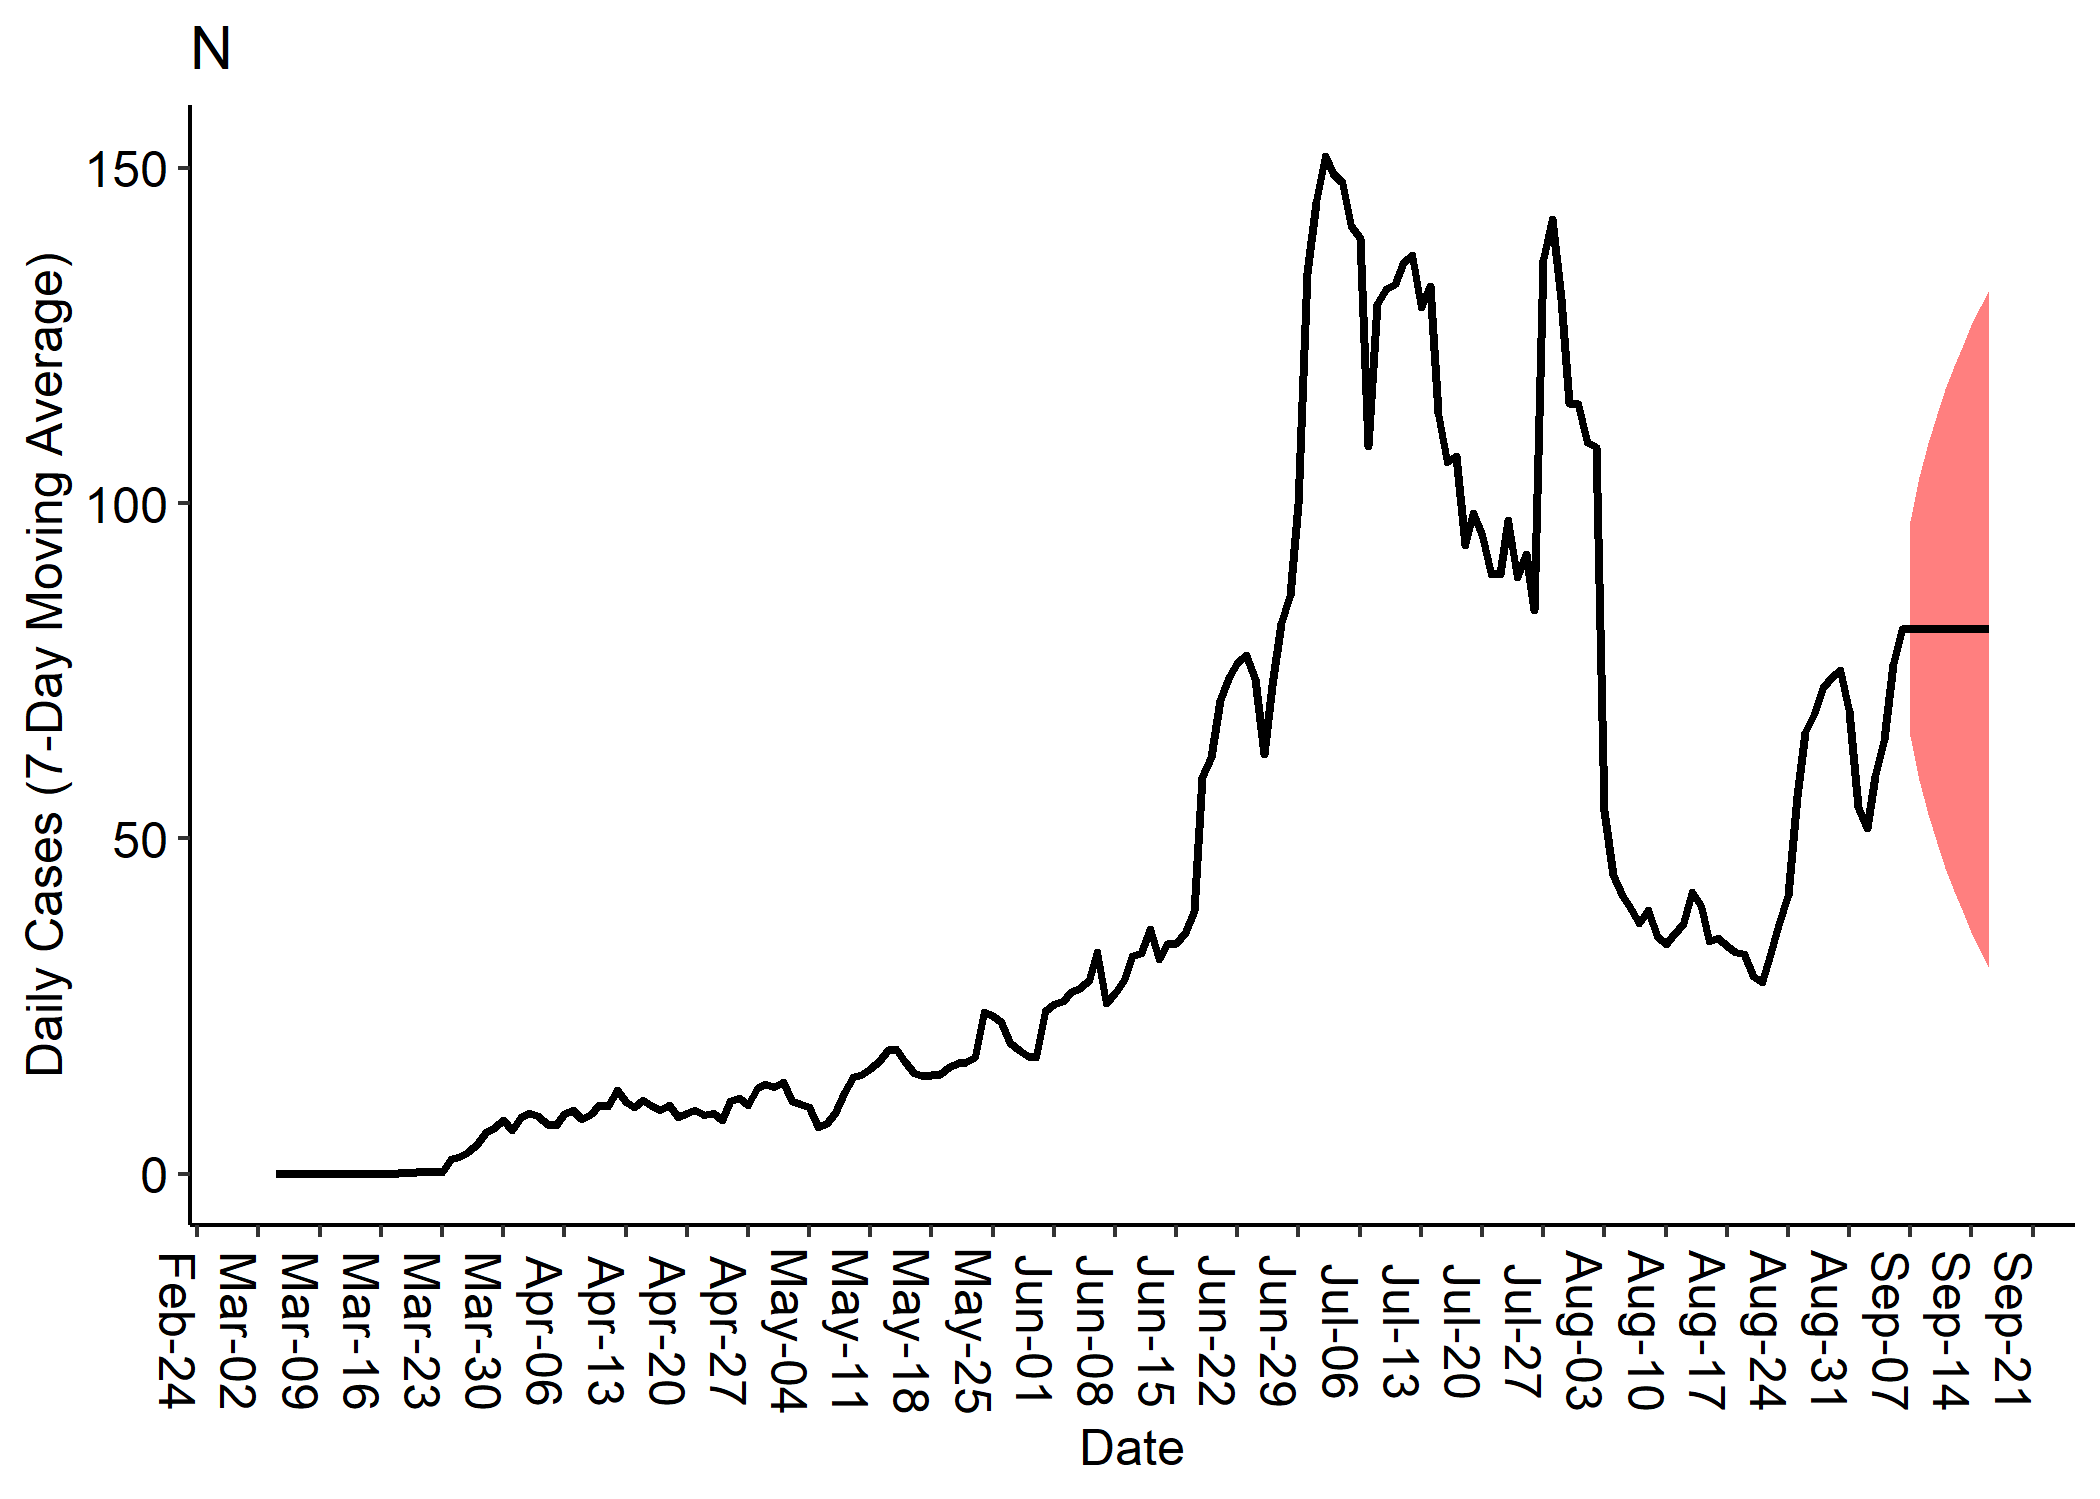 N
Daily Cases (7-Day Moving Average)
150
100
50
0
Feb-24
Mar-02
Mar-09
Mar-16
Mar-23
Mar-30
Apr-06
Apr-13
Apr-20
Apr-27
May-04
May-11
May-18
May-25
Jun-01
Jun-08
Jun-15
Jun-22
Jun-29
Jul-06
Jul-13
Jul-20
Jul-27
Aug-03
Aug-10
Aug-17
Aug-24
Aug-31
Sep-07
Sep-14
Sep-21
Date